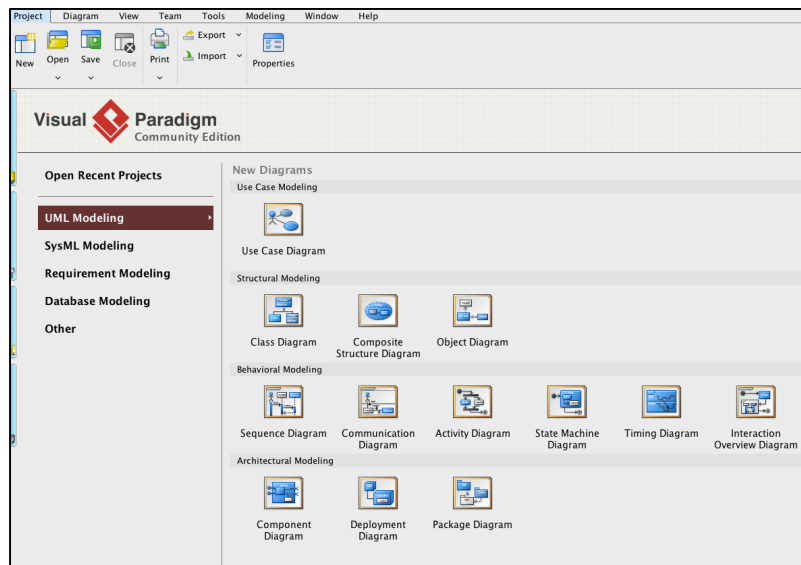 Project Diagram View Team Tools Modeling Window Help
New Open Save Close Print Export Import Properties
Visual Paradigm
Community Edition
Open Recent Projects
UML Modeling
SysML Modeling
Requirement Modeling
Database Modeling
Other
New Diagrams
Use Case Modeling
Use Case Diagram
Structural Modeling
Class Diagram
Composite
Structure Diagram
Object Diagram
Behavioral Modeling
Sequence Diagram
Communication
Diagram
Activity Diagram
State Machine
Diagram
Timing Diagram
Interaction
Overview Diagram
Architectural Modeling
Component
Diagram
Deployment
Diagram
Package Diagram